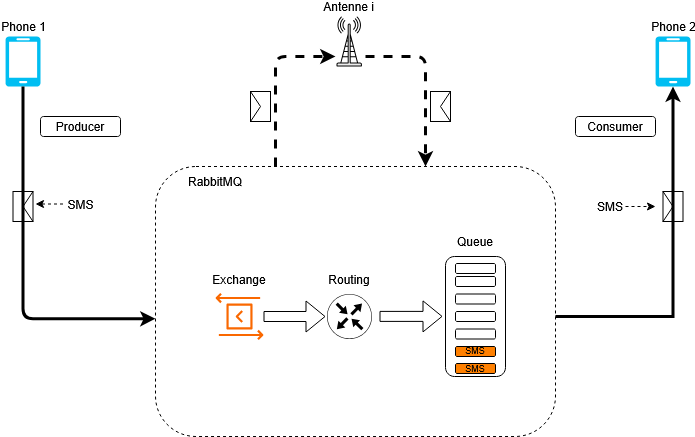 Antenne i
Phone 1
Phone 2
Producer
Consumer
RabbitMQ
SMS
SMS
Queue
Exchange
Routing
SMS
SMS